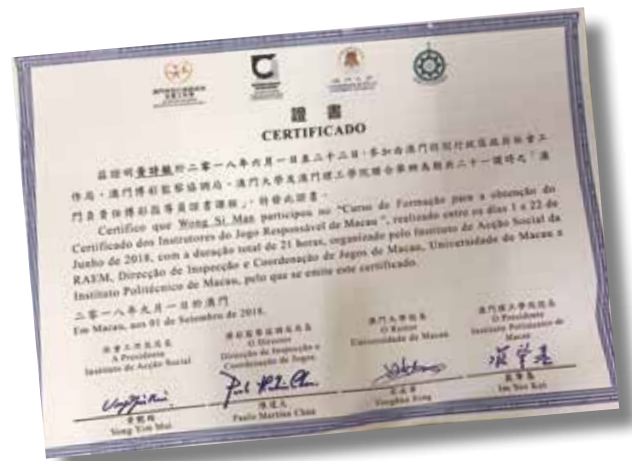 證書
CERTIFICADO
茲證明黃詩敏於二零一八年六月一日至二十二日，參加由澳門特別行政區政府社會工
作局、澳門博彩監察協調局、澳門大學及澳門理工學院聯合舉辦為期共二十一課時之「澳
門負責任博彩指導員證書課程」，特發此證書。
Certifico que Wong Si Man participou no "Curso de Formação para a obtenção do
Certificado dos Instrutores do Jogo Responsável de Macau", realizado entre os dias 1 a 22 de
Junho de 2018, com a duração total de 21 horas, organizado pelo Instituto de Acção Social da
RAEM, Direcção de Inspecção e Coordenação de Jogos de Macau, Universidade de Macau a
Instituto Politécnico de Macau, pelo que se emite este certificado.
二零一八年九月一日於澳門
Em Macau, aos 01 de Setembro de 2018.
社會工作局局長
A Presidente
Instituto de Acção Social
博彩監察協調局局長
O Director
Direcção de Inspecção e
Coordenação de Jogos
澳門大學校長
O Reitor
Universidade de Macau
澳門理工學院院長
O Presidente
Instituto Politécnico de
Macau
Vong Yim Mui
陳達夫
Paulo Martins Chan
Yonghua Song
嚴肇基
Im Sio Kei